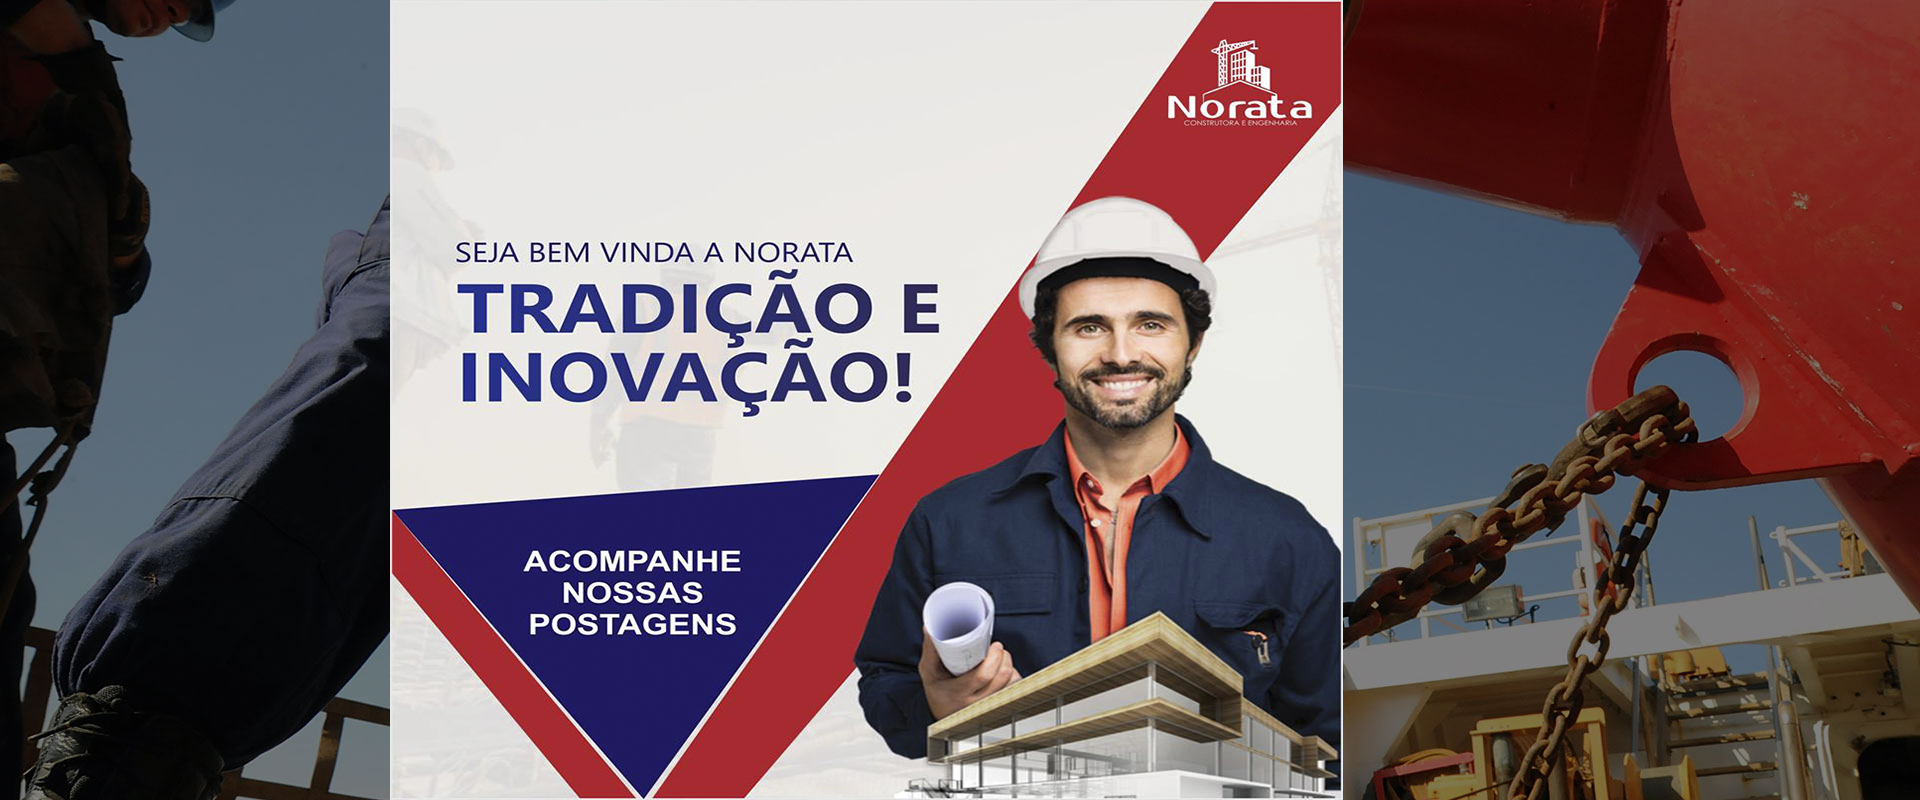 Norata
CONSTRUTORA E ENGENHARIA
SEJA BEM VINDA A NORATA
TRADIÇÃO E
INOVAÇÃO!
ACOMPANHE
NOSSAS
POSTAGENS